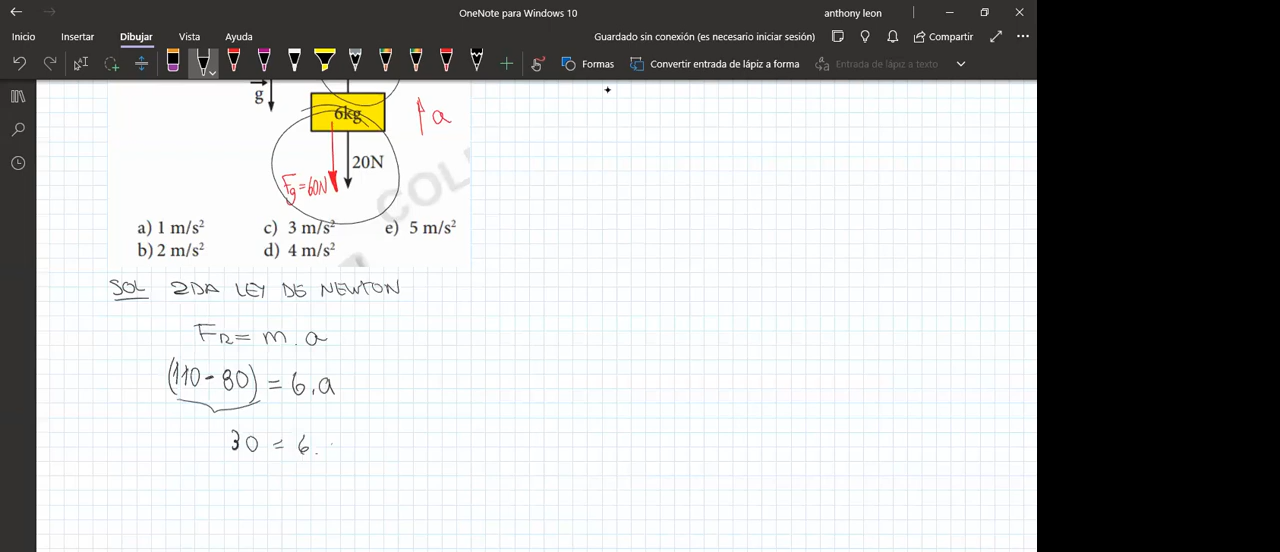 OneNote para Windows 10
anthony leon
Inicio Insertar Dibujar Vista Ayuda
Guardado sin conexión (es necesario iniciar sesión) Compartir
Formas Convertir entrada de lápiz a forma Entrada de lápiz a texto
g
6kg
a
20N
Fg=60N
COL
a) 1 m/s² c) 3 m/s² e) 5 m/s²
b) 2 m/s² d) 4 m/s²
SOL 2DA LEY DE NEWTON
FR = m . a
(110 - 80) = 6 . a
30 = 6 .